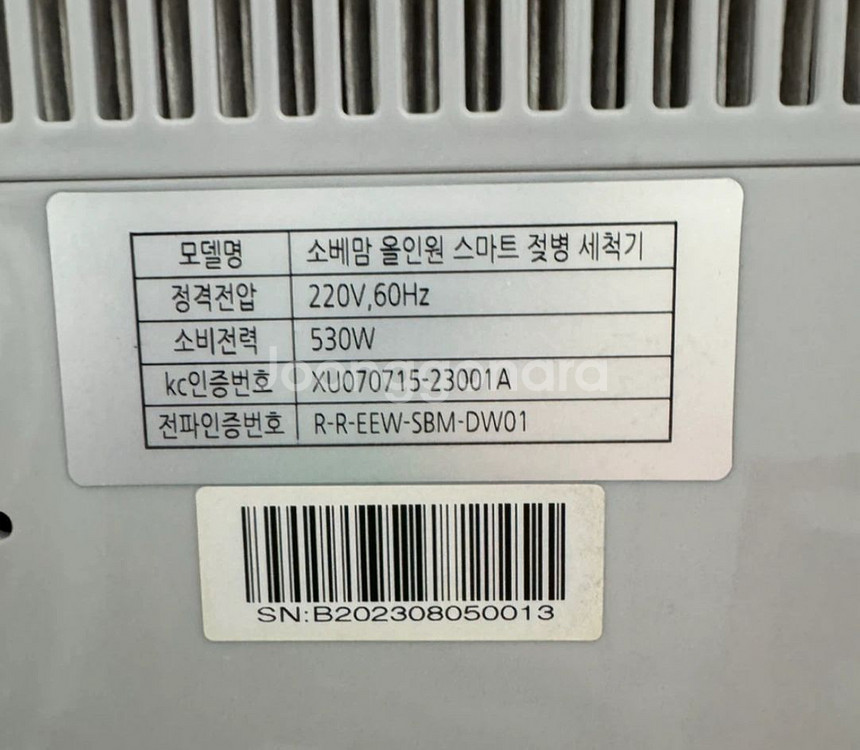 모델명 소베맘 올인원 스마트 젖병 세척기
정격전압 220V,60Hz
소비전력 530W
kc인증번호 XU070715-23001A
전파인증번호 R-R-EEW-SBM-DW01
Joonggonara
SN:B202308050013